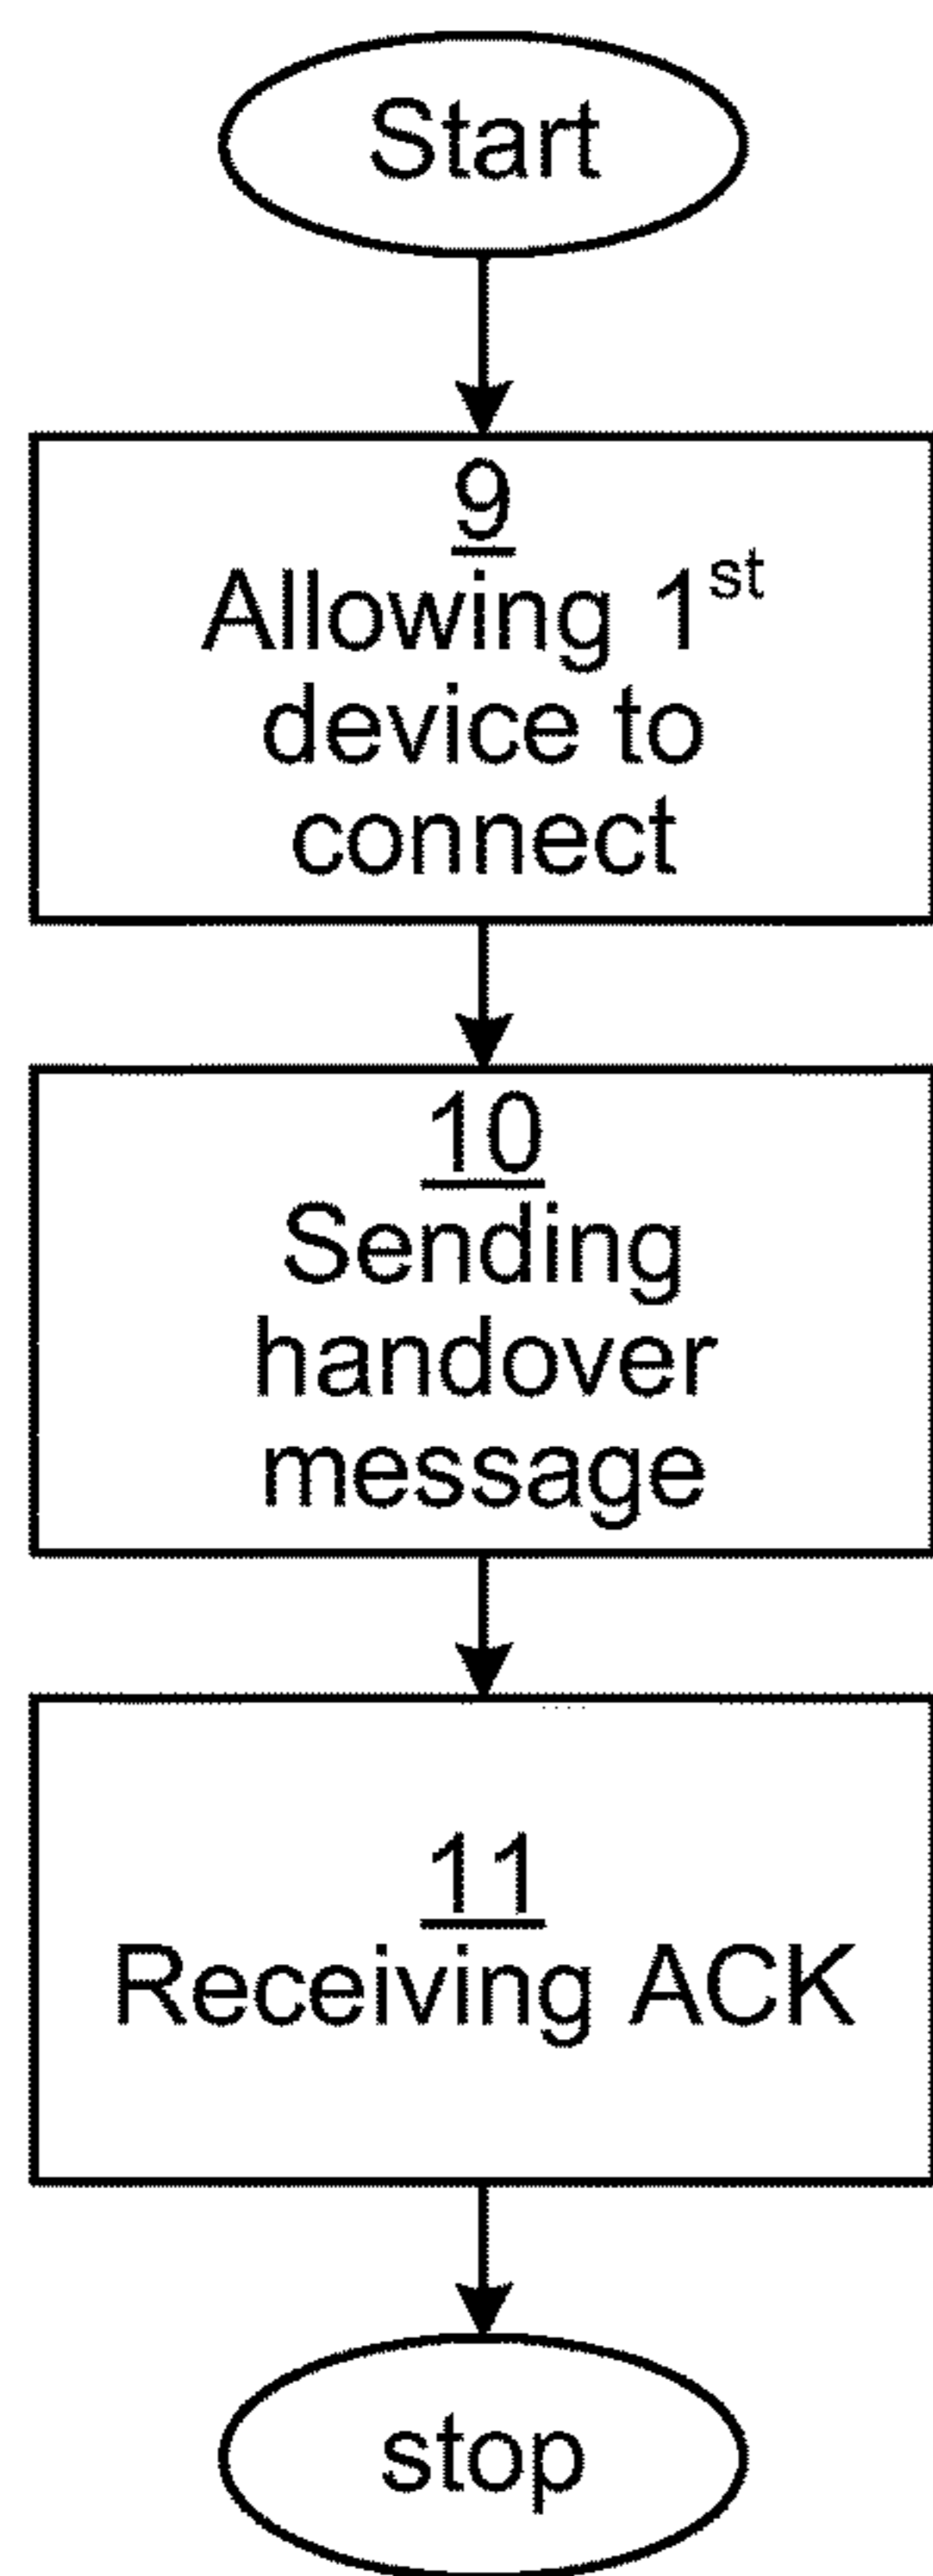 Start
9
Allowing 1st
device to
connect
10
Sending
handover
message
11
Receiving ACK
stop